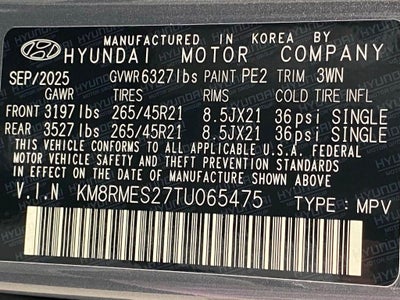 MANUFACTURED IN KOREA BY
HYUNDAI MOTOR COMPANY
SEP/2025 GVWR6327lbs PAINT PE2 TRIM 3WN
GAWR TIRES RIMS COLD TIRE INFL
FRONT 3197lbs 265/45R21 8.5JX21 36psi SINGLE
REAR 3527lbs 265/45R21 8.5JX21 36psi SINGLE
THIS VEHICLE CONFORMS TO ALL APPLICABLE U.S.A. FEDERAL
MOTOR VEHICLE SAFETY AND THEFT PREVENTION STANDARDS
IN EFFECT ON THE DATE OF MANUFACTURE SHOWN ABOVE.
V.I.N KM8RMES27TU065475 TYPE: MPV